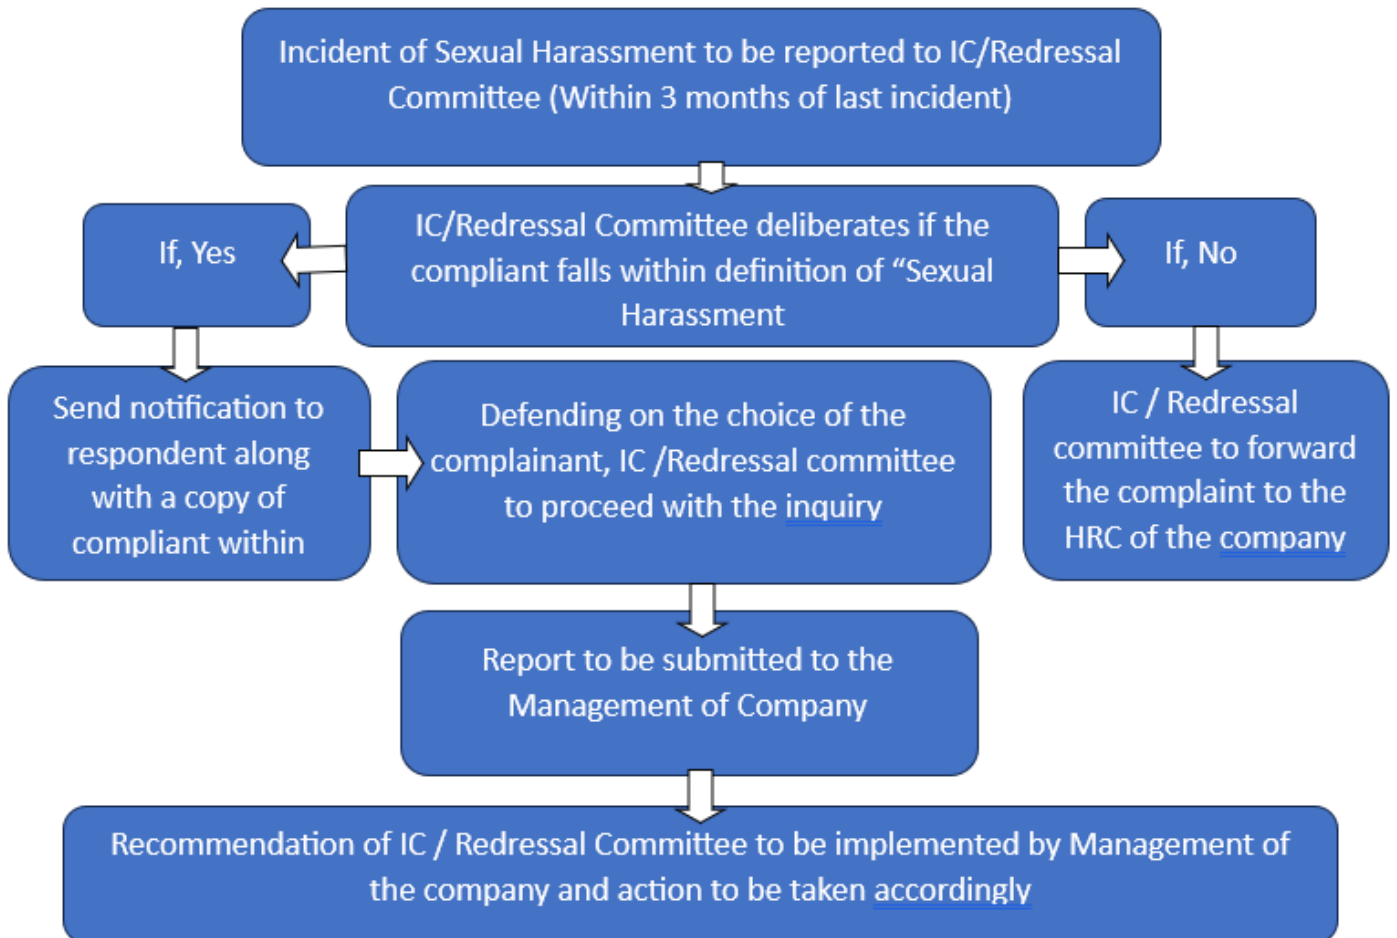 Incident of Sexual Harassment to be reported to IC/Redressal
Committee (Within 3 months of last incident)
IC/Redressal Committee deliberates if the
compliant falls within definition of “Sexual
Harassment
If, Yes
If, No
Send notification to
respondent along
with a copy of
compliant within
Defending on the choice of the
complainant, IC /Redressal committee
to proceed with the inquiry
IC / Redressal
committee to forward
the complaint to the
HRC of the company
Report to be submitted to the
Management of Company
Recommendation of IC / Redressal Committee to be implemented by Management of
the company and action to be taken accordingly